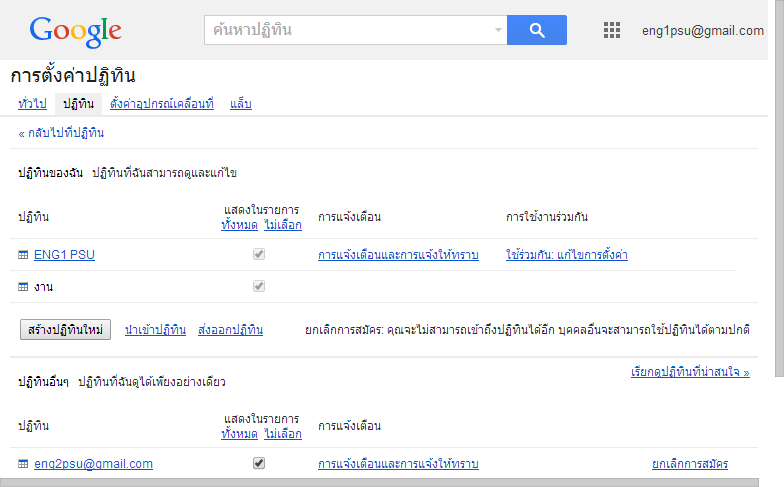 Google ค้นหาปฏิทิน eng1psu@gmail.com
การตั้งค่าปฏิทิน
ทั่วไป ปฏิทิน ตั้งค่าอุปกรณ์เคลื่อนที่ แล็บ
« กลับไปที่ปฏิทิน
ปฏิทินของฉัน ปฏิทินที่ฉันสามารถดูและแก้ไข
ปฏิทิน แสดงในรายการ การแจ้งเตือน การใช้งานร่วมกัน
ทั้งหมด ไม่เลือก
ENG1 PSU การแจ้งเตือนและการแจ้งให้ทราบ ใช้ร่วมกัน: แก้ไขการตั้งค่า
งาน
สร้างปฏิทินใหม่ นำเข้าปฏิทิน ส่งออกปฏิทิน ยกเลิกการสมัคร: คุณจะไม่สามารถเข้าถึงปฏิทินได้อีก บุคคลอื่นจะสามารถใช้ปฏิทินได้ตามปกติ
เรียกดูปฏิทินที่น่าสนใจ »
ปฏิทินอื่นๆ ปฏิทินที่ฉันดูได้เพียงอย่างเดียว
ปฏิทิน แสดงในรายการ การแจ้งเตือน
ทั้งหมด ไม่เลือก
eng2psu@gmail.com การแจ้งเตือนและการแจ้งให้ทราบ ยกเลิกการสมัคร